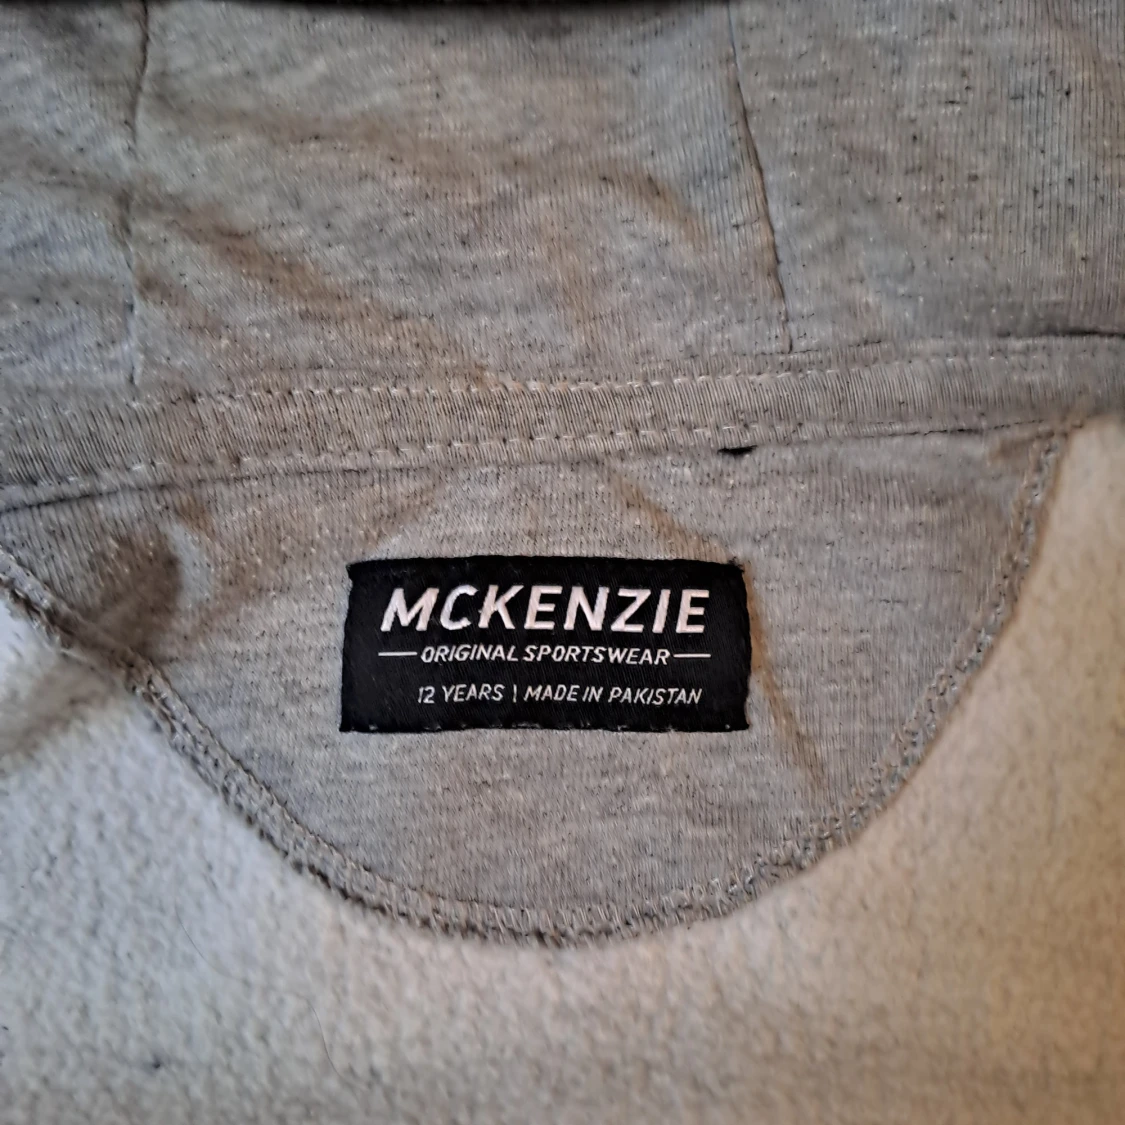 MCKENZIE
ORIGINAL SPORTSWEAR
12 YEARS | MADE IN PAKISTAN